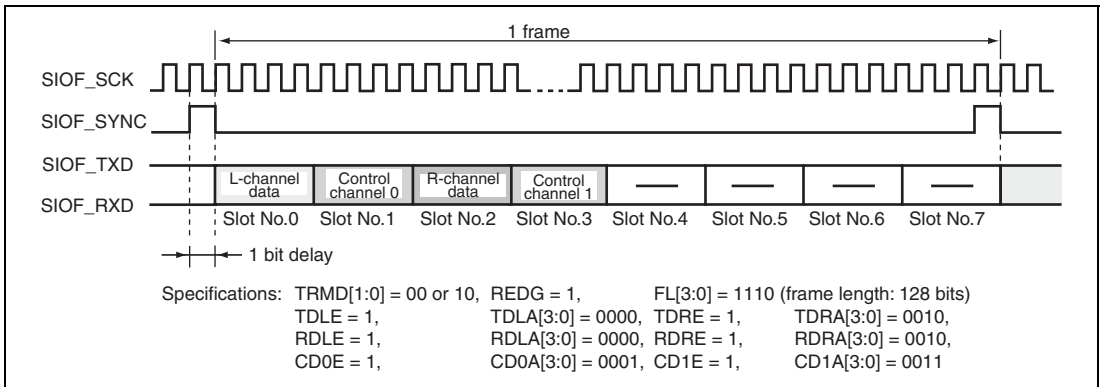 1 frame
SIOF_SCK
SIOF_SYNC
SIOF_TXD
SIOF_RXD
L-channel data
Control channel 0
R-channel data
Control channel 1
Slot No.0 Slot No.1 Slot No.2 Slot No.3 Slot No.4 Slot No.5 Slot No.6 Slot No.7
1 bit delay
Specifications: TRMD[1:0] = 00 or 10, REDG = 1, FL[3:0] = 1110 (frame length: 128 bits)
TDLE = 1, TDLA[3:0] = 0000, TDRE = 1, TDRA[3:0] = 0010,
RDLE = 1, RDLA[3:0] = 0000, RDRE = 1, RDRA[3:0] = 0010,
CD0E = 1, CD0A[3:0] = 0001, CD1E = 1, CD1A[3:0] = 0011